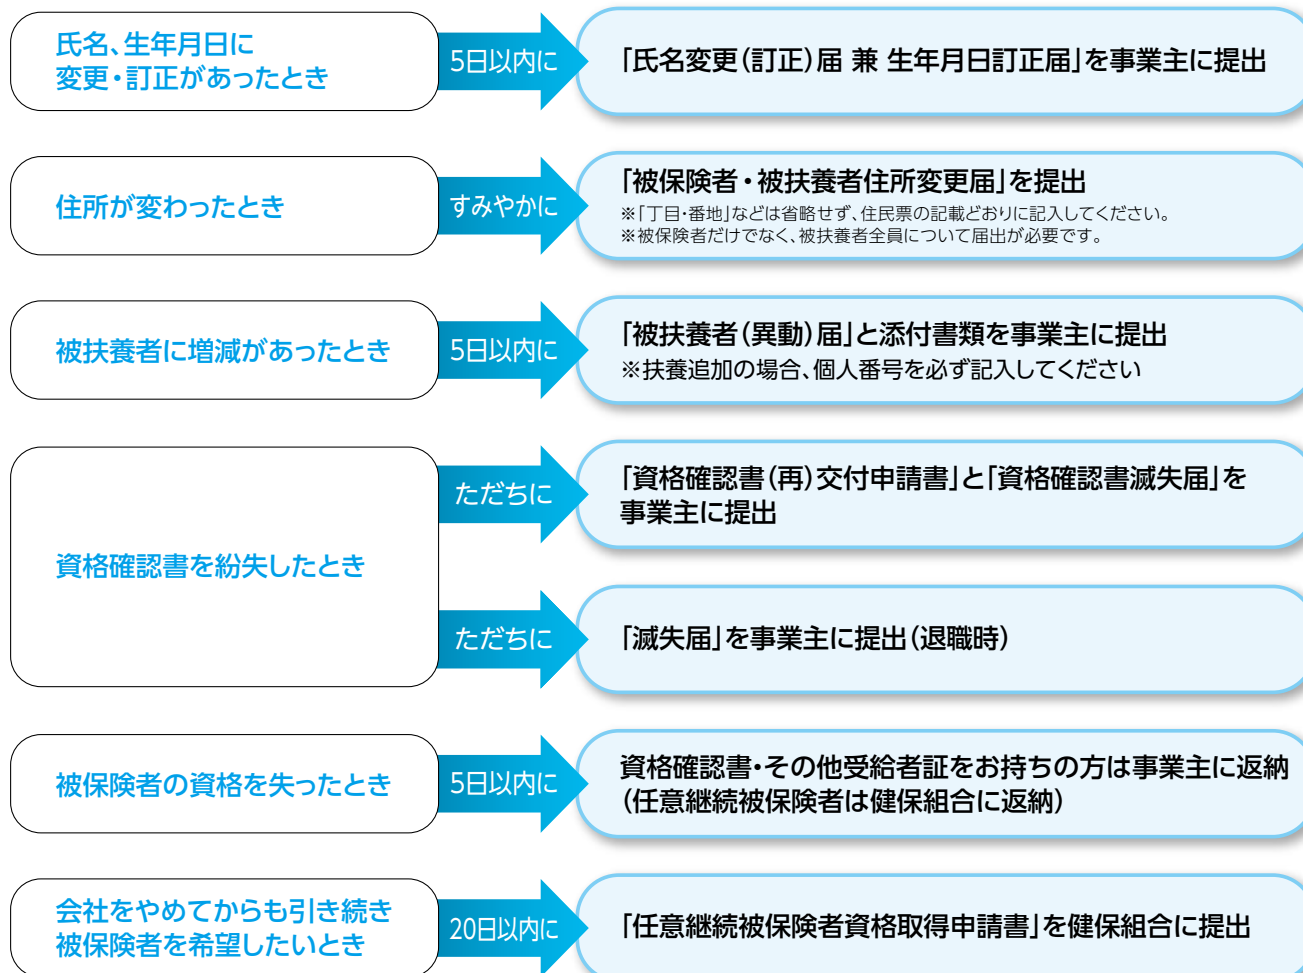 氏名、生年月日に
変更・訂正があったとき
5日以内に
「氏名変更(訂正)届 兼 生年月日訂正届」を事業主に提出
住所が変わったとき
すみやかに
「被保険者・被扶養者住所変更届」を提出
※「丁目・番地」などは省略せず、住民票の記載どおりに記入してください。
※被保険者だけでなく、被扶養者全員について届出が必要です。
被扶養者に増減があったとき
5日以内に
「被扶養者(異動)届」と添付書類を事業主に提出
※扶養追加の場合、個人番号を必ず記入してください
資格確認書を紛失したとき
ただちに
「資格確認書(再)交付申請書」と「資格確認書滅失届」を
事業主に提出
ただちに
「滅失届」を事業主に提出(退職時)
被保険者の資格を失ったとき
5日以内に
資格確認書・その他受給者証をお持ちの方は事業主に返納
(任意継続被保険者は健保組合に返納)
会社をやめてからも引き続き
被保険者を希望したいとき
20日以内に
「任意継続被保険者資格取得申請書」を健保組合に提出